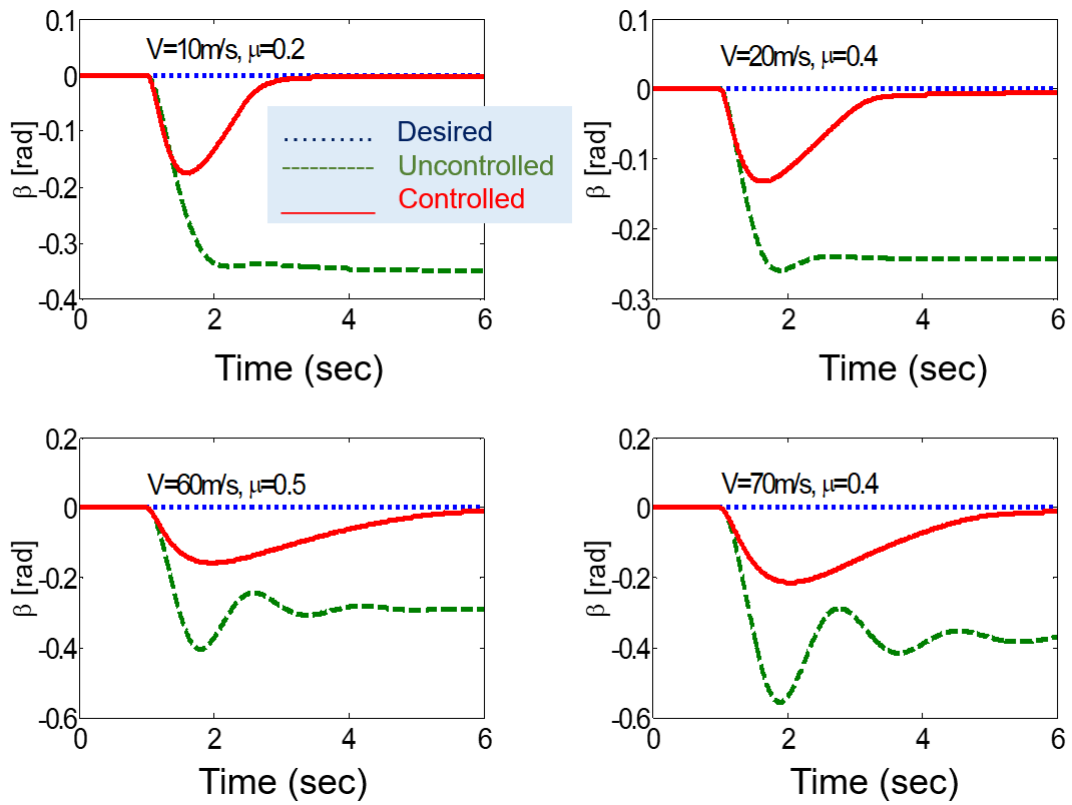 V=10m/s, μ=0.2
0.1
0
-0.1
-0.2
-0.3
-0.4
β [rad]
0 2 4 6
Time (sec)
Desired
Uncontrolled
Controlled
V=20m/s, μ=0.4
0.1
0
-0.1
-0.2
-0.3
β [rad]
0 2 4 6
Time (sec)
V=60m/s, μ=0.5
0.2
0
-0.2
-0.4
-0.6
β [rad]
0 2 4 6
Time (sec)
V=70m/s, μ=0.4
0.2
0
-0.2
-0.4
-0.6
β [rad]
0 2 4 6
Time (sec)